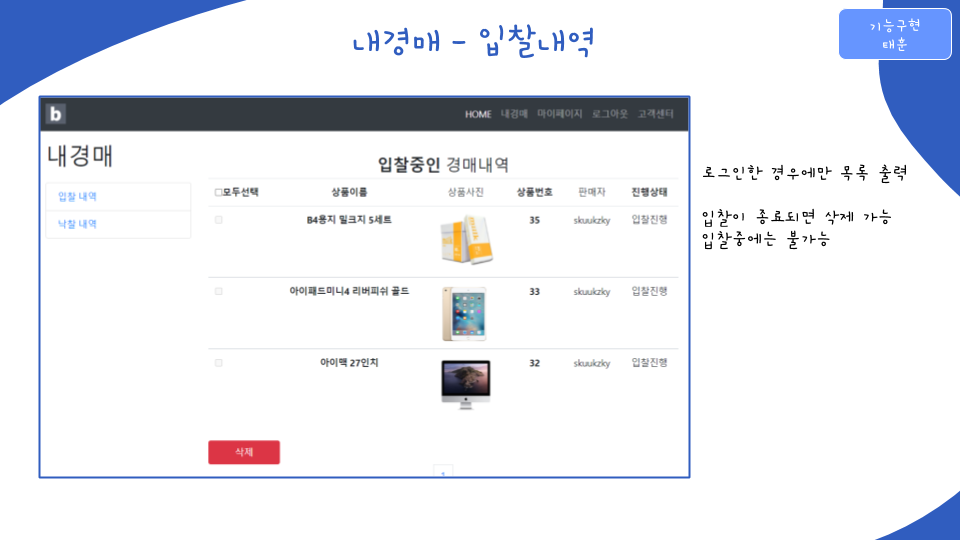 내경매 - 입찰내역
기능구현
태훈
b
HOME 내경매 마이페이지 로그아웃 고객센터
내경매
입찰 내역
낙찰 내역
입찰중인 경매내역
모두선택 상품이름 상품사진 상품번호 판매자 진행상태
B4용지 밀크지 5세트 35 skuukzky 입찰진행
아이패드미니4 리버피쉬 골드 33 skuukzky 입찰진행
아이맥 27인치 32 skuukzky 입찰진행
삭제
1
로그인한 경우에만 목록 출력
입찰이 종료되면 삭제 가능
입찰중에는 불가능